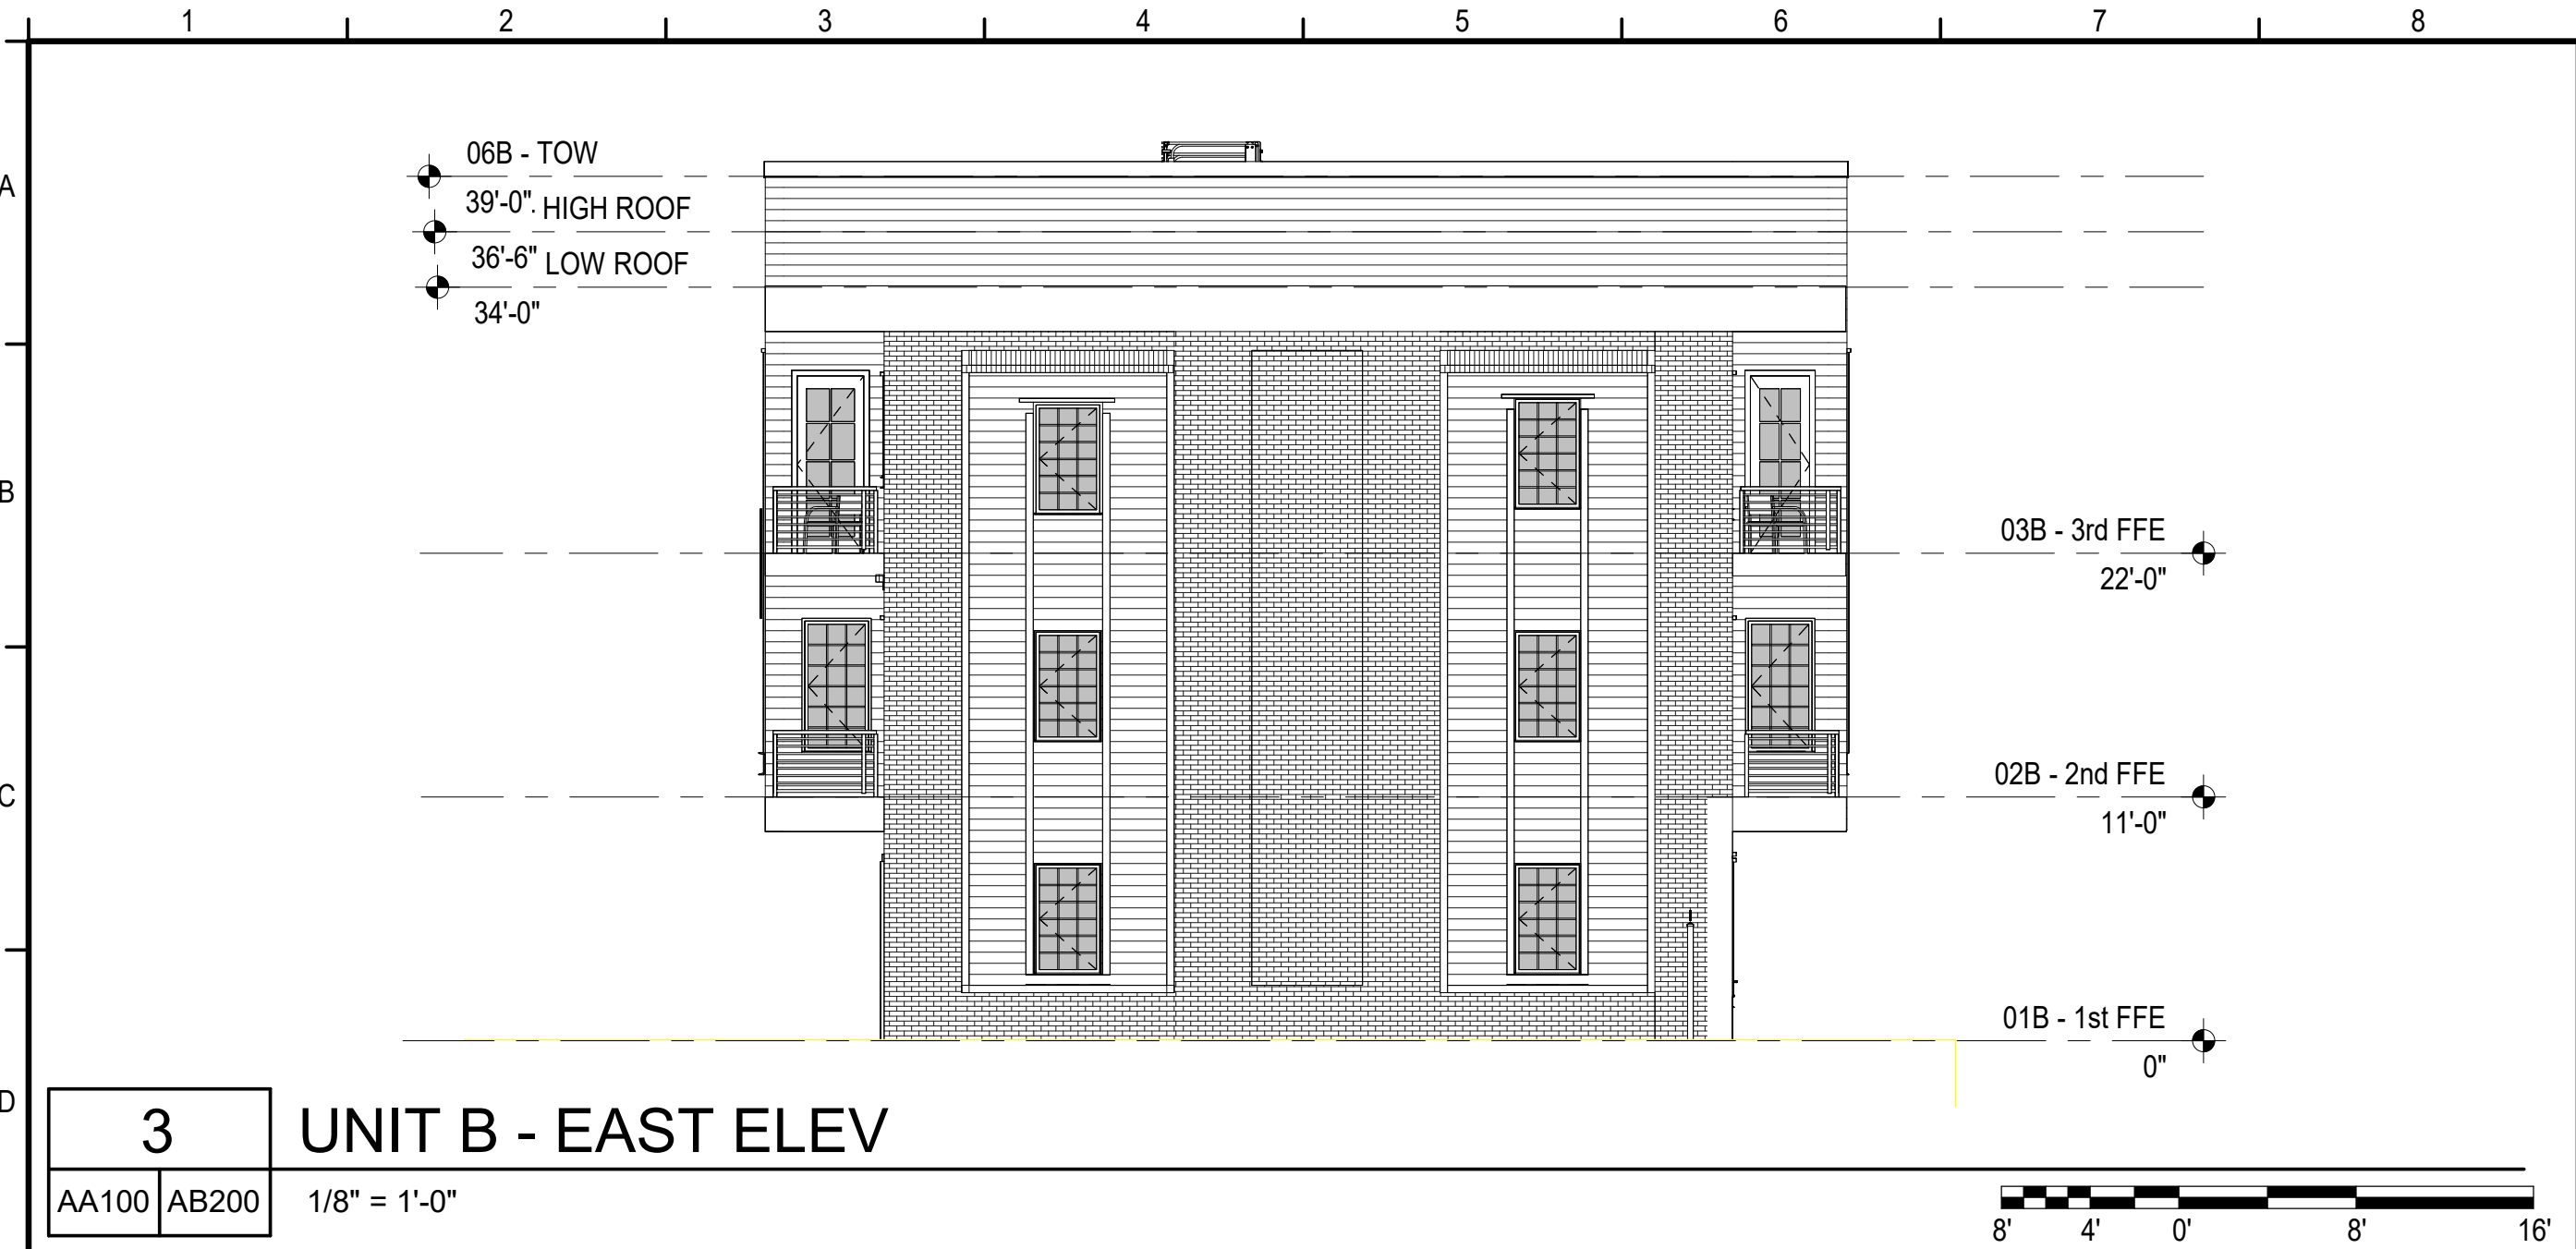 1 2 3 4 5 6 7 8
A
B
C
D
06B - TOW
39'-0".
HIGH ROOF
36'-6"
LOW ROOF
34'-0"
03B - 3rd FFE
22'-0"
02B - 2nd FFE
11'-0"
01B - 1st FFE
0"
3
UNIT B - EAST ELEV
AA100 AB200
1/8" = 1'-0"
8' 4' 0' 8' 16'